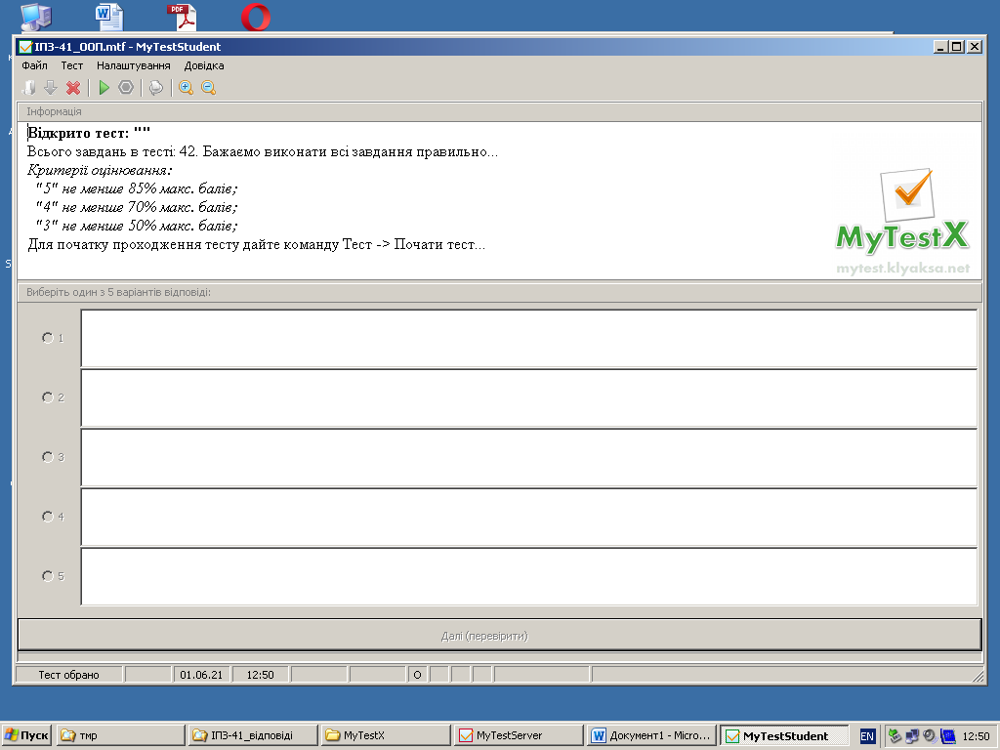 ІПЗ-41_ООП.mtf - MyTestStudent
Файл Тест Налаштування Довідка
Інформація
Відкрито тест: ""
Всього завдань в тесті: 42. Бажаємо виконати всі завдання правильно...
Критерії оцінювання:
"5" не менше 85% макс. балів;
"4" не менше 70% макс. балів;
"3" не менше 50% макс. балів;
Для початку проходження тесту дайте команду Тест -> Почати тест...
MyTestX
mytest.klyaksa.net
Виберіть один з 5 варіантів відповіді:
1
2
3
4
5
Далі (перевірити)
Тест обрано 01.06.21 12:50 О
Пуск тмр ІПЗ-41_відповіді MyTestX MyTestServer Документ1 - Micro... MyTestStudent EN 12:50